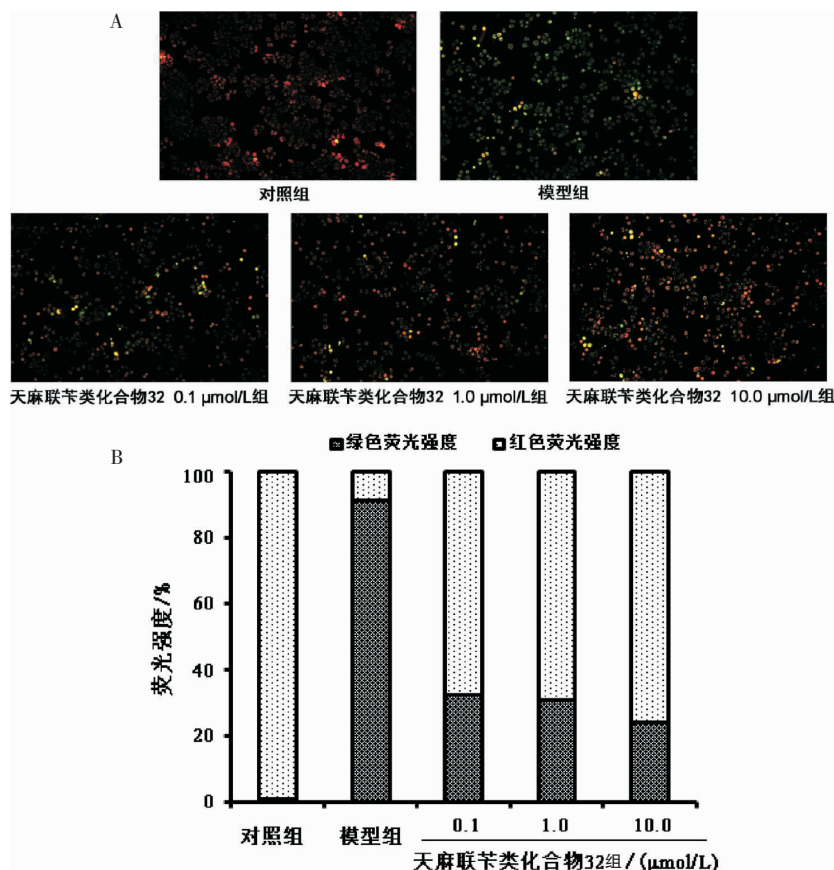 A
对照组 模型组
天麻联苄类化合物32 0.1 μmol/L组 天麻联苄类化合物32 1.0 μmol/L组 天麻联苄类化合物32 10.0 μmol/L组
B
绿色荧光强度 红色荧光强度
100
80
60
40
20
0
荧光强度/%
对照组 模型组 0.1 1.0 10.0
天麻联苄类化合物32组/(μmol/L)